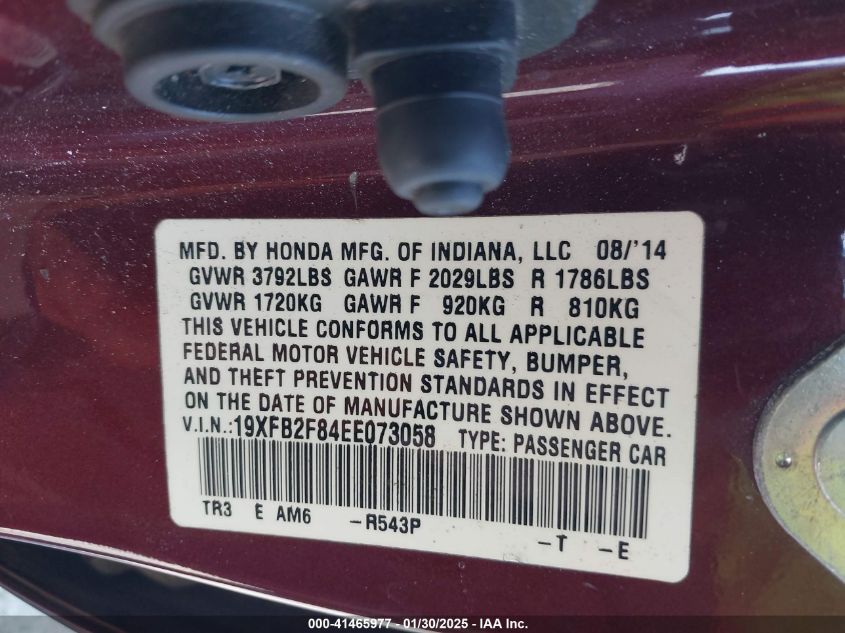 MFD. BY HONDA MFG. OF INDIANA, LLC 08/'14
GVWR 3792LBS GAWR F 2029LBS R 1786LBS
GVWR 1720KG GAWR F 920KG R 810KG
THIS VEHICLE CONFORMS TO ALL APPLICABLE
FEDERAL MOTOR VEHICLE SAFETY, BUMPER,
AND THEFT PREVENTION STANDARDS IN EFFECT
ON THE DATE OF MANUFACTURE SHOWN ABOVE.
V.I.N.:19XFB2F84EE073058 TYPE: PASSENGER CAR
TR3 E AM6 -R543P
-T -E
000-41465977 - 01/30/2025 - IAA Inc.